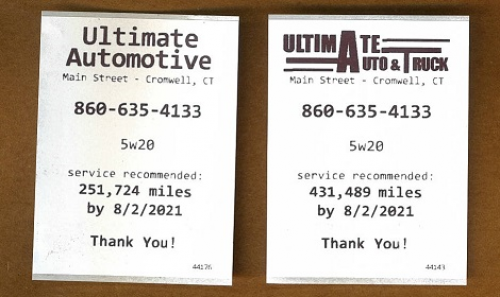 Ultimate
Automotive
Main Street - Cromwell, CT
860-635-4133
5w20
service recommended:
251,724 miles
by 8/2/2021
Thank You!
44126
ULTIMATE
AUTO & TRUCK
Main Street - Cromwell, CT
860-635-4133
5w20
service recommended:
431,489 miles
by 8/2/2021
Thank You!
44143